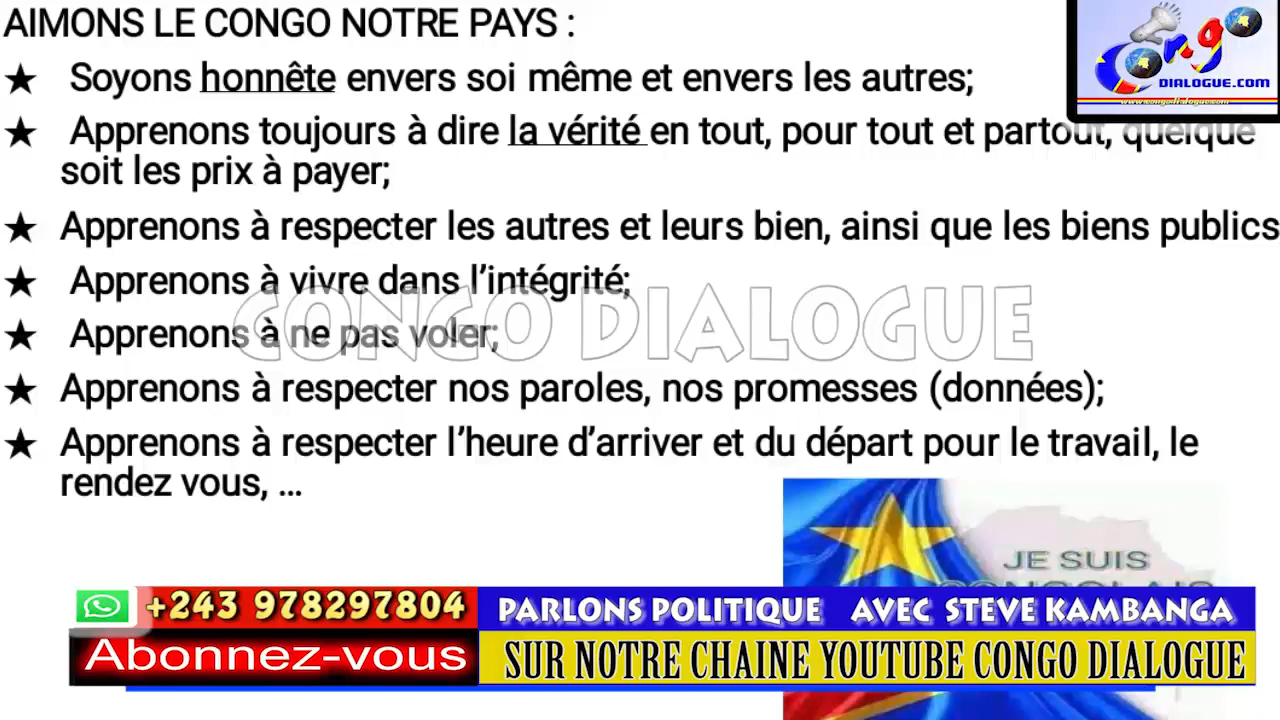 AIMONS LE CONGO NOTRE PAYS :
★ Soyons honnête envers soi même et envers les autres;
★ Apprenons toujours à dire la vérité en tout, pour tout et partout, quelque
soit les prix à payer;
★ Apprenons à respecter les autres et leurs bien, ainsi que les biens publics
★ Apprenons à vivre dans l’intégrité;
★ Apprenons à ne pas voler;
★ Apprenons à respecter nos paroles, nos promesses (données);
★ Apprenons à respecter l’heure d’arriver et du départ pour le travail, le
rendez vous, ...
Congo
DIALOGUE.COM
CONGO DIALOGUE
JE SUIS
CONGOLAIS
+243 978297804
PARLONS POLITIQUE AVEC STEVE KAMBANGA
Abonnez-vous
SUR NOTRE CHAINE YOUTUBE CONGO DIALOGUE